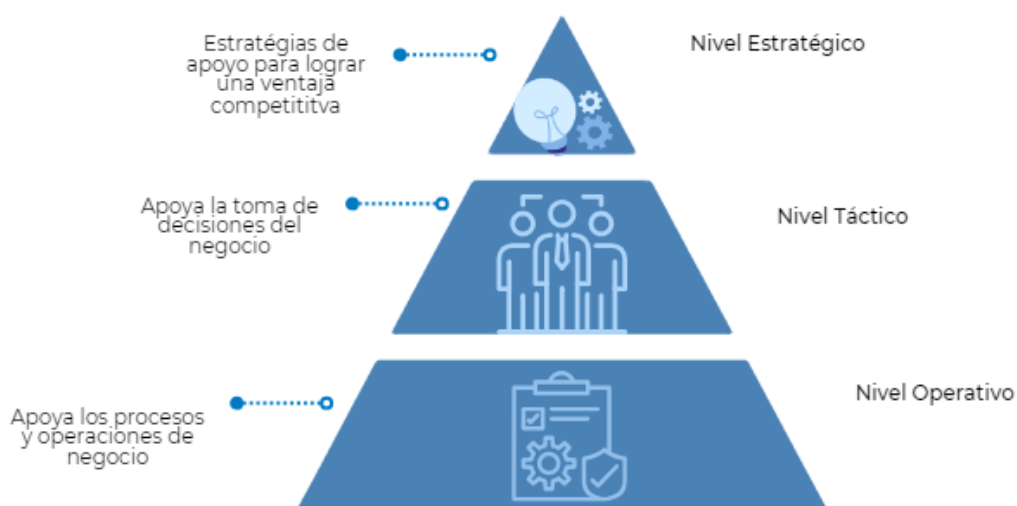 Estratégias de
apoyo para lograr
una ventaja
competititva
Nivel Estratégico
Apoya la toma de
decisiones del
negocio
Nivel Táctico
Apoya los procesos
y operaciones de
negocio
Nivel Operativo